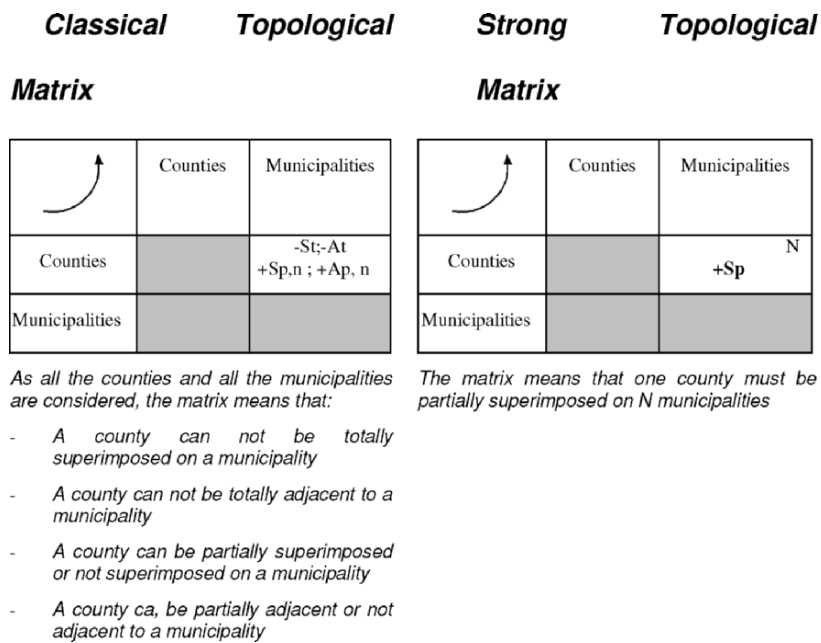 Classical Topological
Matrix
Counties Municipalities
Counties -St;-At
+Sp,n ; +Ap, n
Municipalities
As all the counties and all the municipalities
are considered, the matrix means that:
- A county can not be totally
superimposed on a municipality
- A county can not be totally adjacent to a
municipality
- A county can be partially superimposed
or not superimposed on a municipality
- A county ca, be partially adjacent or not
adjacent to a municipality
Strong Topological
Matrix
Counties Municipalities
Counties N
+Sp
Municipalities
The matrix means that one county must be
partially superimposed on N municipalities